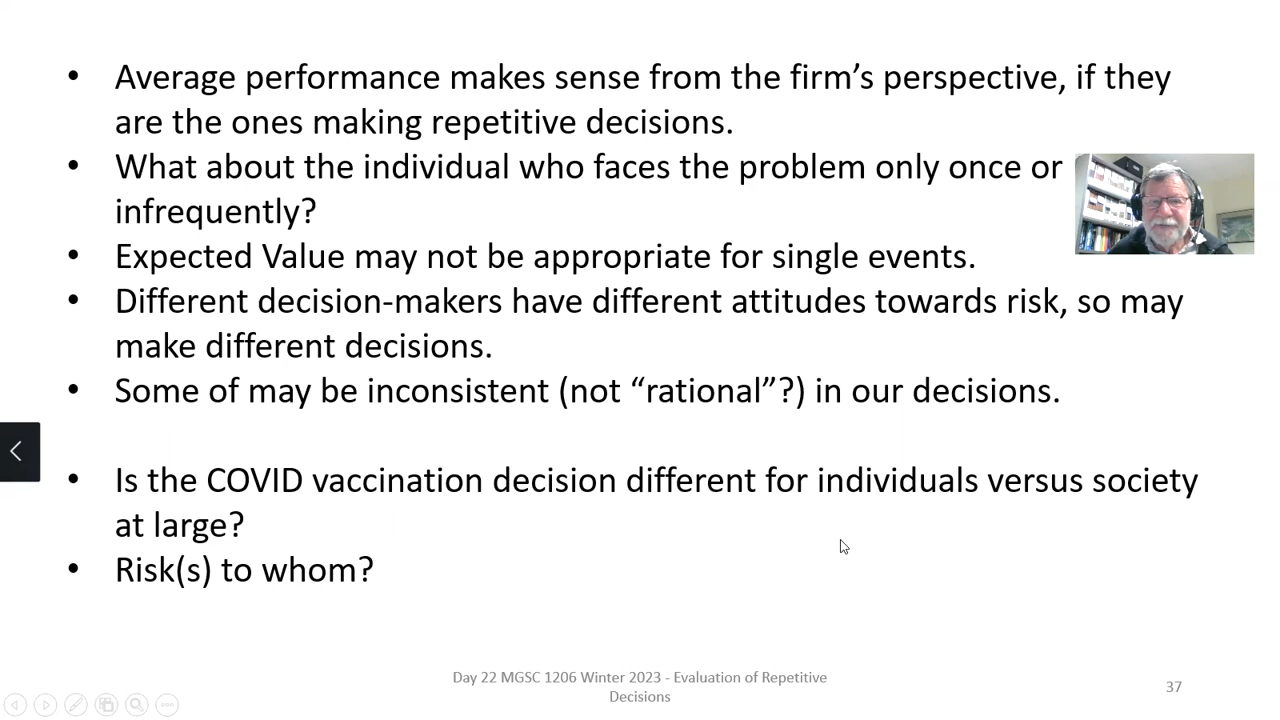 • Average performance makes sense from the firm’s perspective, if they
are the ones making repetitive decisions.
• What about the individual who faces the problem only once or
infrequently?
• Expected Value may not be appropriate for single events.
• Different decision-makers have different attitudes towards risk, so may
make different decisions.
• Some of may be inconsistent (not “rational”?) in our decisions.
• Is the COVID vaccination decision different for individuals versus society
at large?
• Risk(s) to whom?
Day 22 MGSC 1206 Winter 2023 - Evaluation of Repetitive
Decisions
37